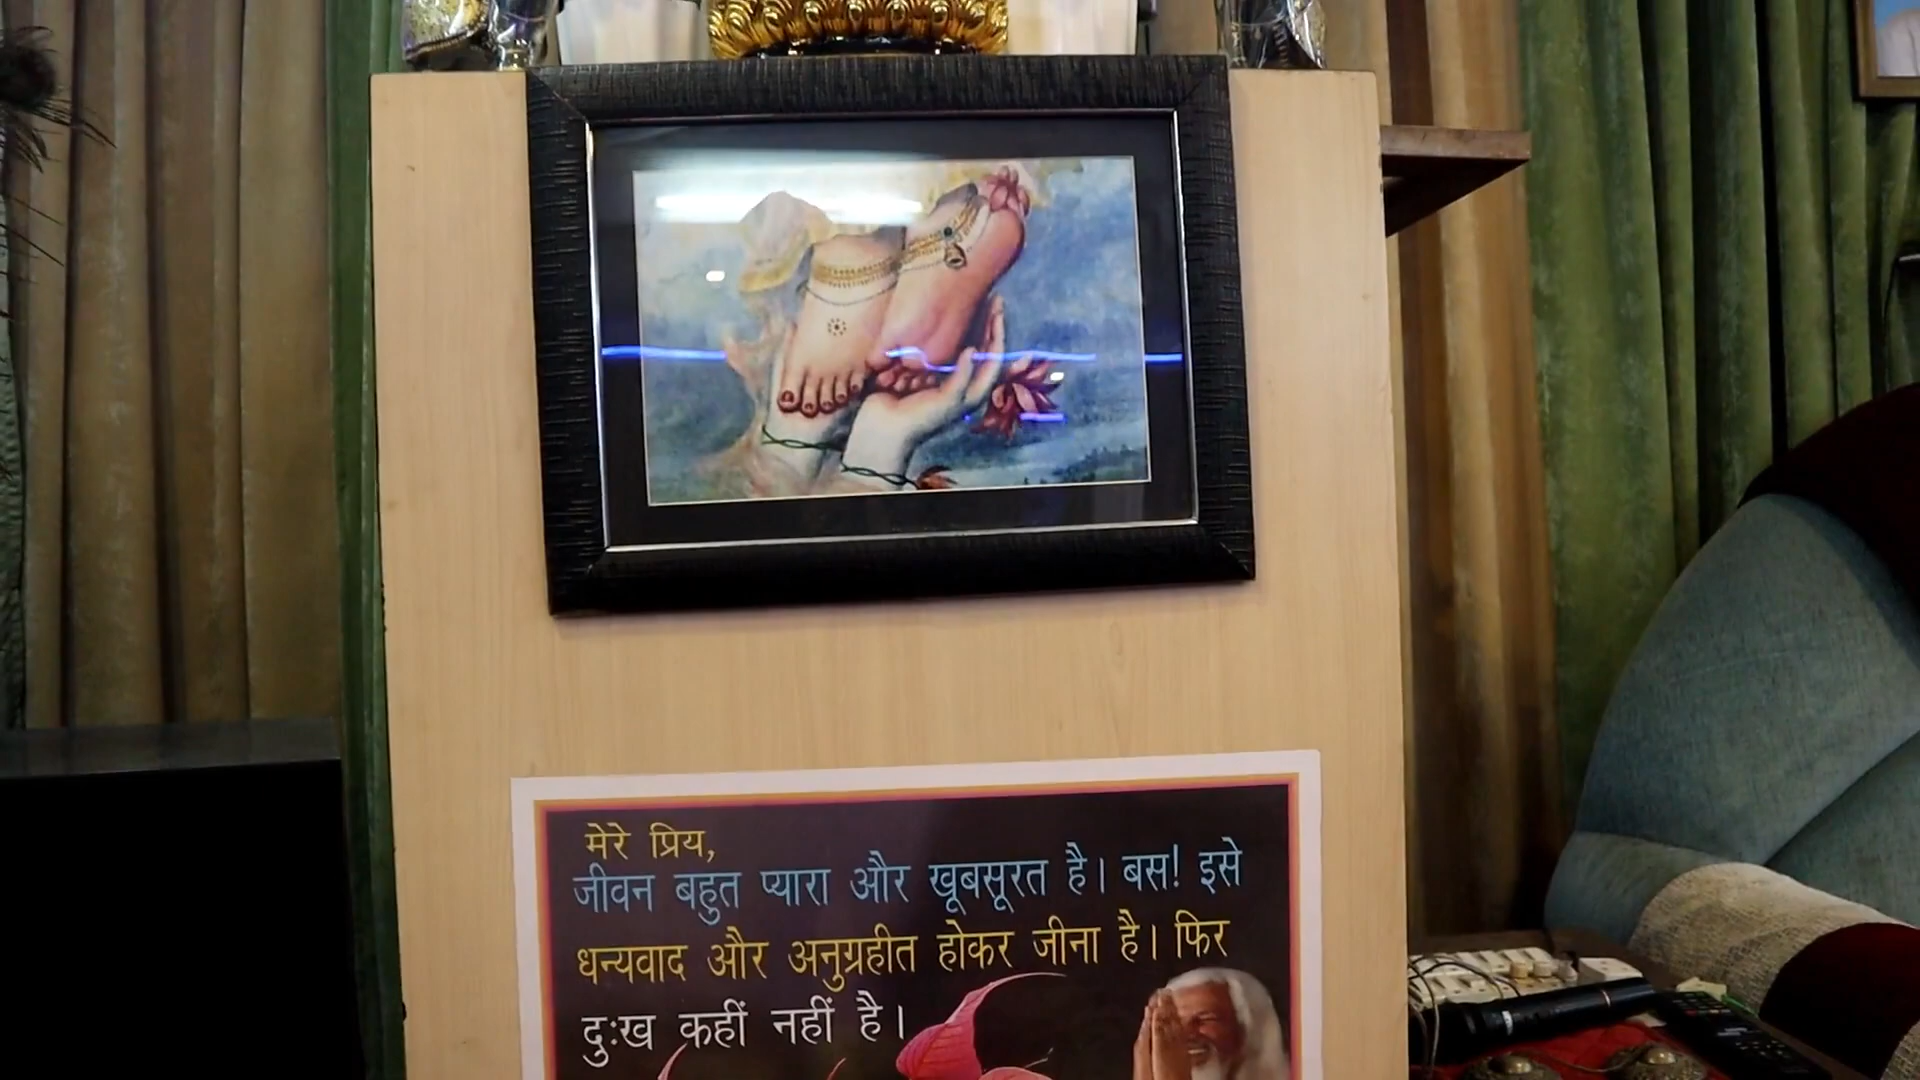 मेरे प्रिय,
जीवन बहुत प्यारा और खूबसूरत है। बस! इसे
धन्यवाद और अनुग्रहीत होकर जीना है। फिर
दुःख कहीं नहीं है।